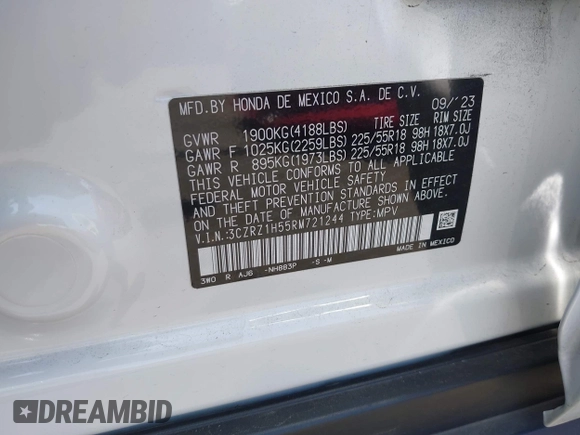 MFD.BY HONDA DE MEXICO S.A. DE C.V. 09/'23
GVWR 1900KG(4188LBS) TIRE SIZE RIM SIZE
GAWR F 1025KG(2259LBS) 225/55R18 98H 18X7.0J
GAWR R 895KG(1973LBS) 225/55R18 98H 18X7.0J
THIS VEHICLE CONFORMS TO ALL APPLICABLE
FEDERAL MOTOR VEHICLE SAFETY
AND THEFT PREVENTION STANDARDS IN EFFECT
ON THE DATE OF MANUFACTURE SHOWN ABOVE.
V.I.N.:3CZRZ1H55RM721244 TYPE:MPV
MADE IN MEXICO
3W0 R AJ6 -NH883P -S -M
DREAMBID